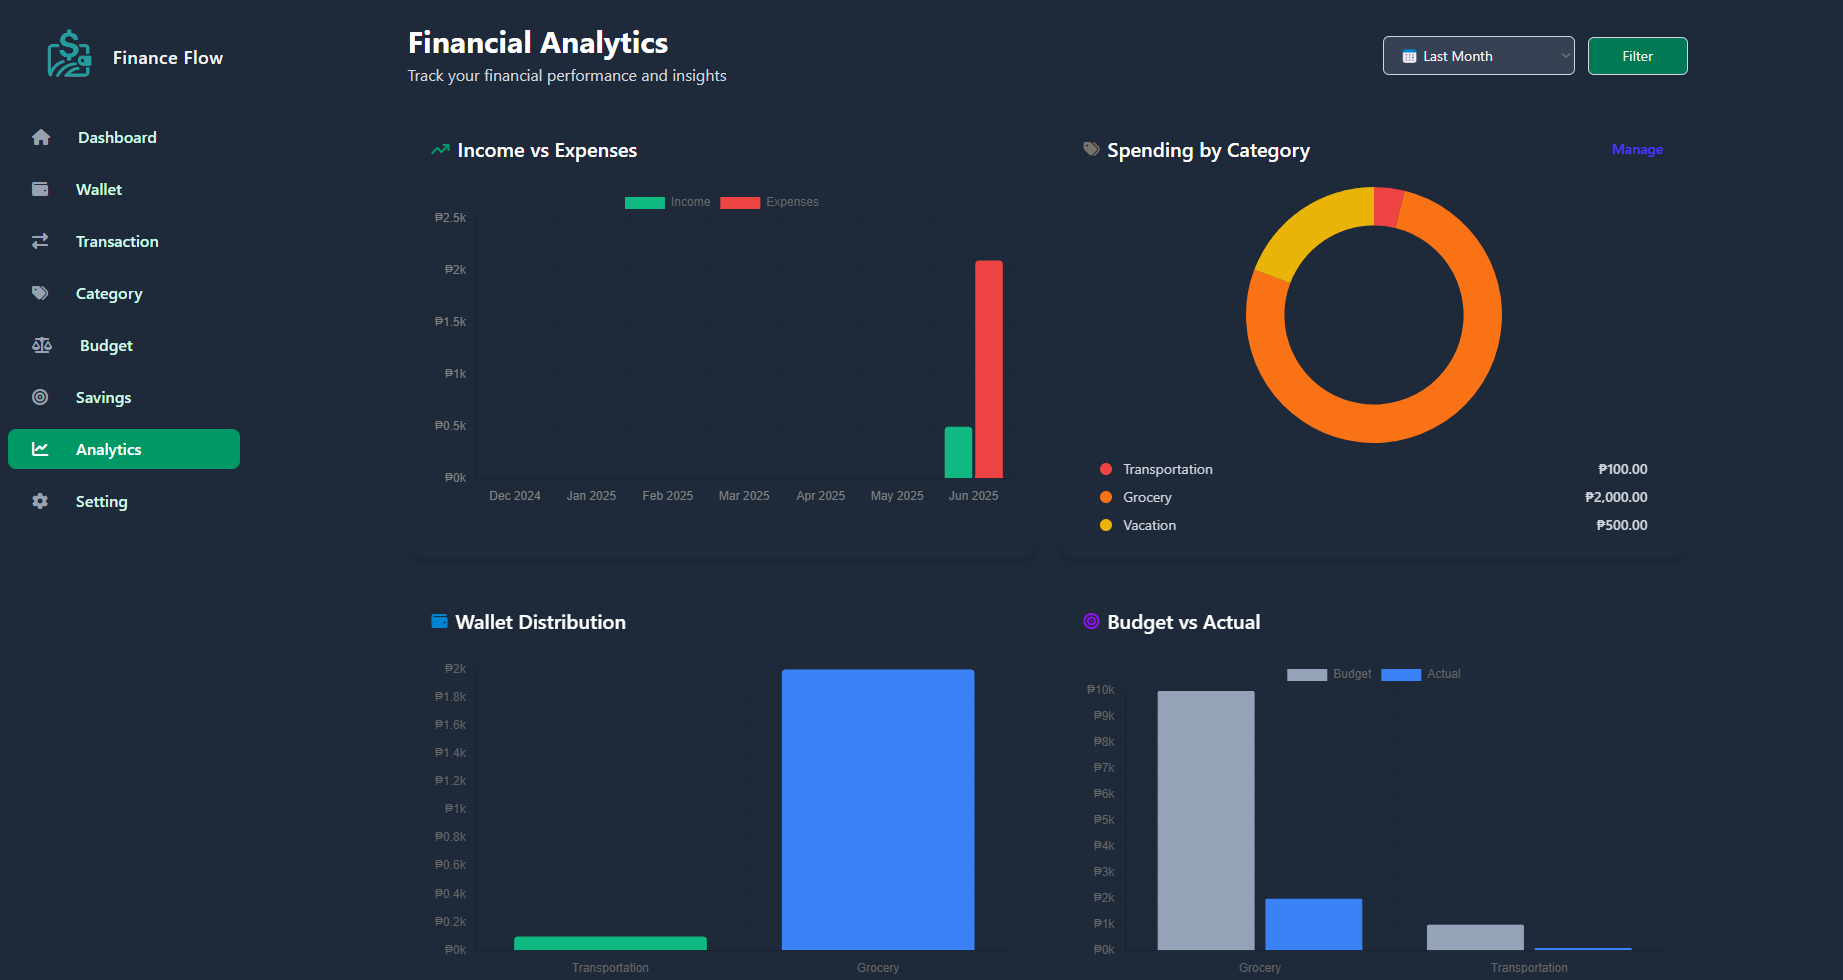 Finance Flow
Dashboard
Wallet
Transaction
Category
Budget
Savings
Analytics
Setting
Financial Analytics
Track your financial performance and insights
Last Month
Filter
Income vs Expenses
Income
Expenses
₱2.5k
₱2k
₱1.5k
₱1k
₱0.5k
₱0k
Dec 2024 Jan 2025 Feb 2025 Mar 2025 Apr 2025 May 2025 Jun 2025
Spending by Category
Manage
Transportation ₱100.00
Grocery ₱2,000.00
Vacation ₱500.00
Wallet Distribution
₱2k
₱1.8k
₱1.6k
₱1.4k
₱1.2k
₱1k
₱0.8k
₱0.6k
₱0.4k
₱0.2k
₱0k
Transportation Grocery
Budget vs Actual
Budget
Actual
₱10k
₱9k
₱8k
₱7k
₱6k
₱5k
₱4k
₱3k
₱2k
₱1k
₱0k
Grocery Transportation